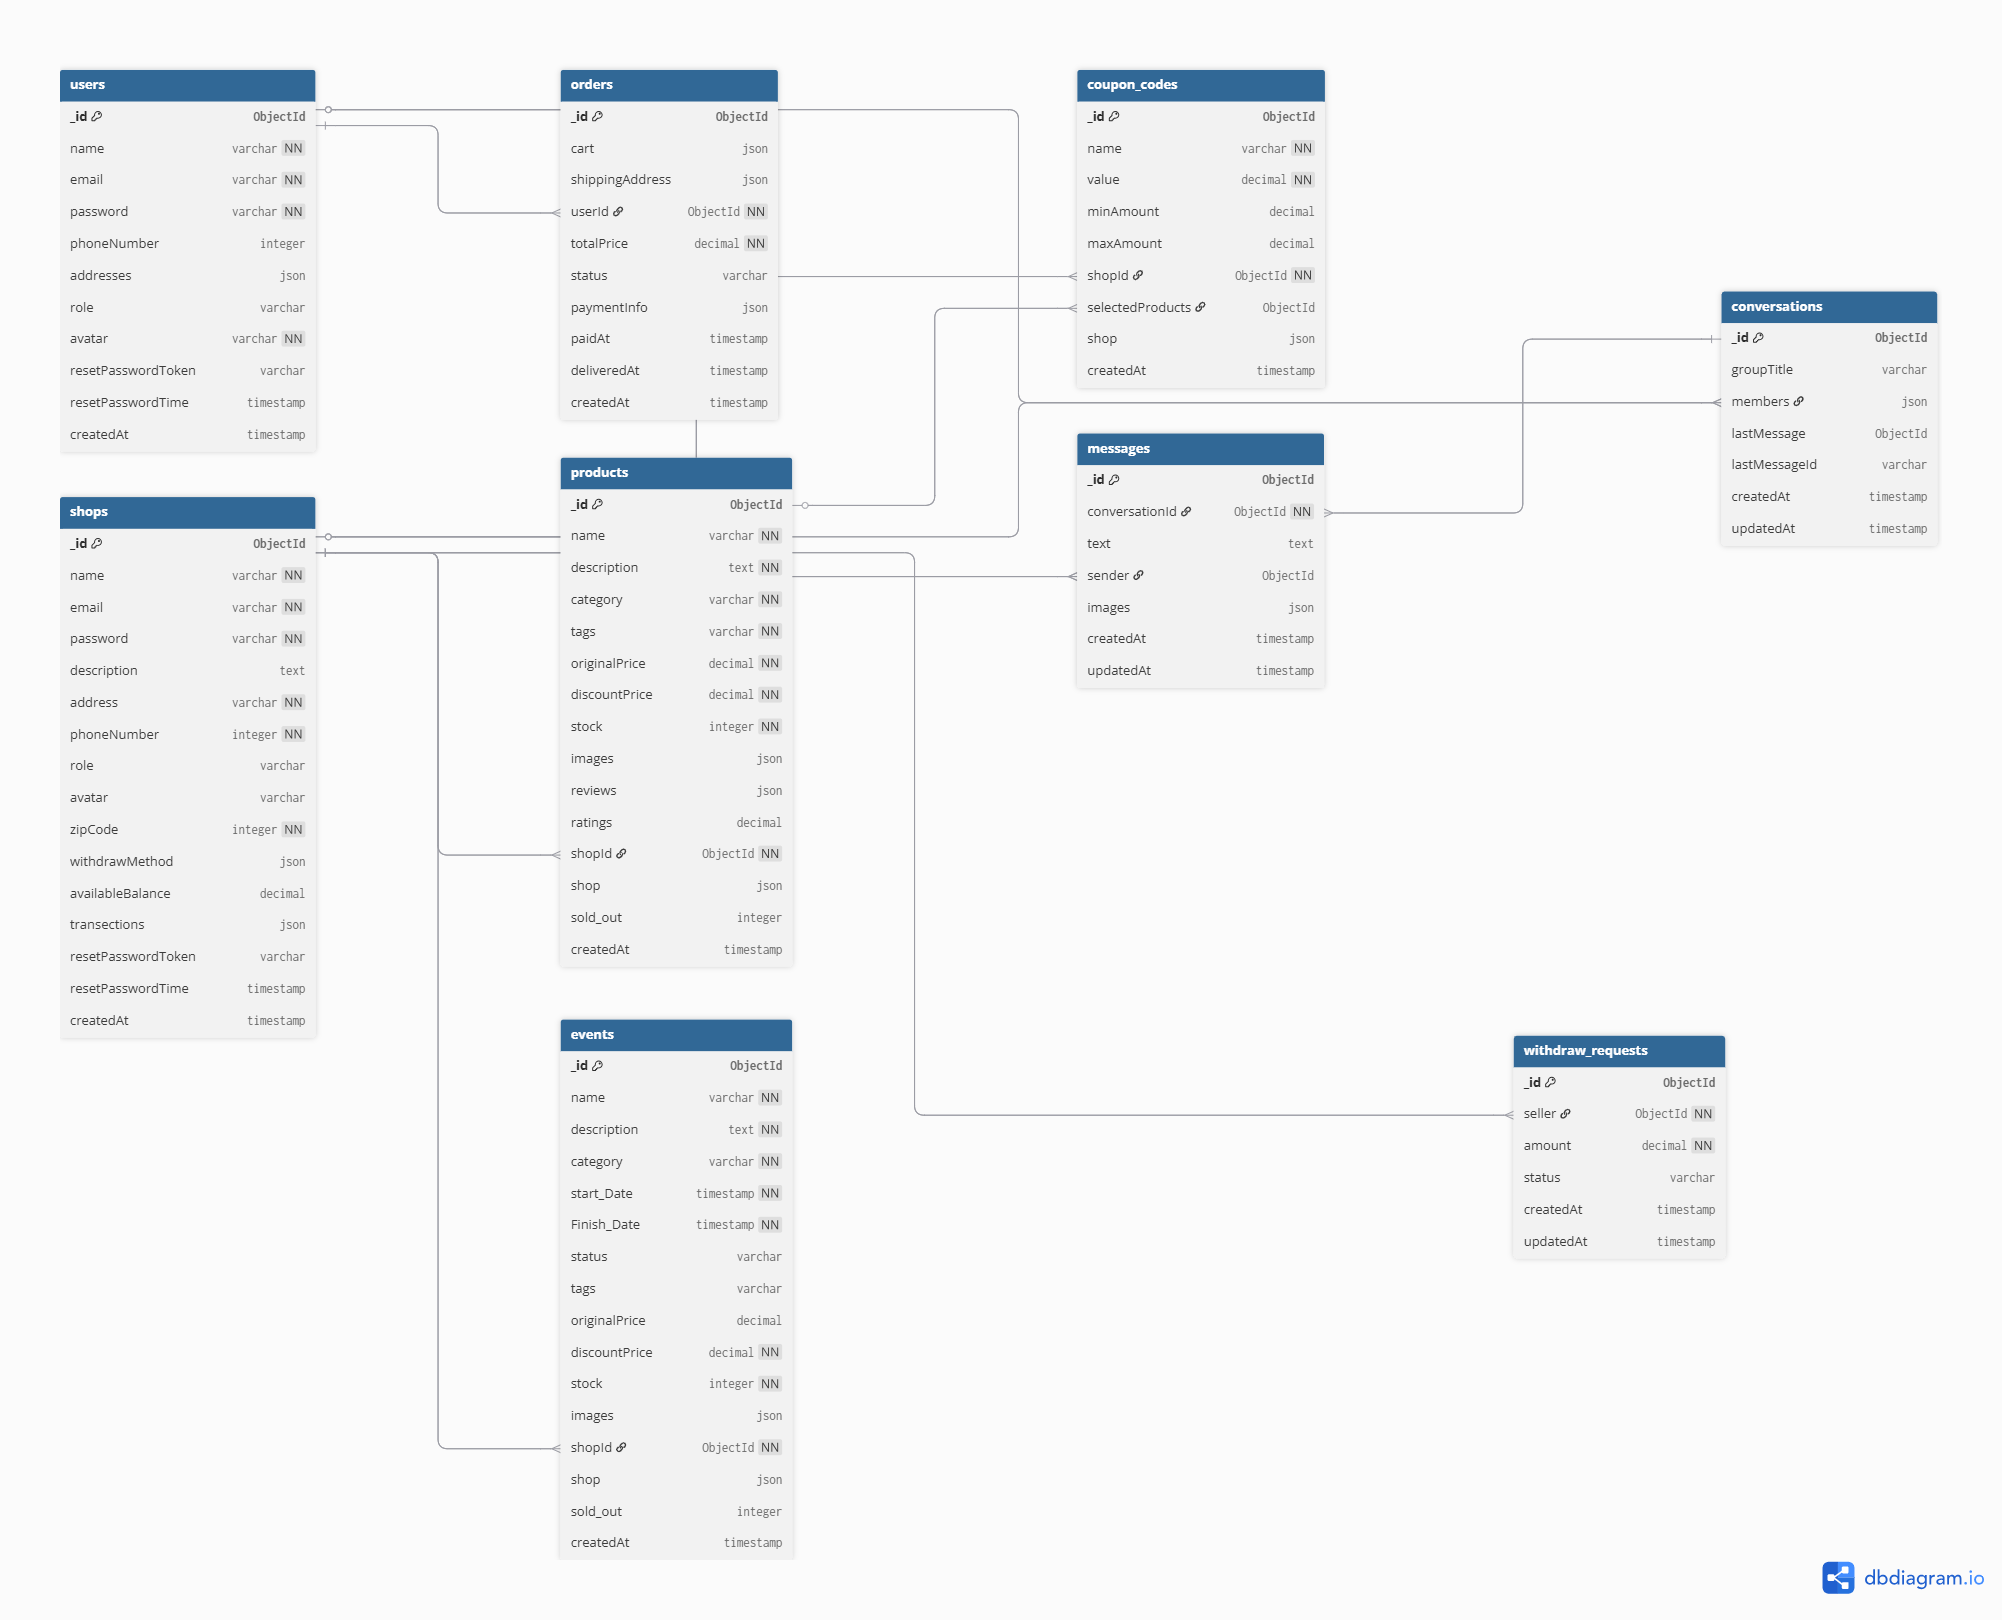 users
_id ObjectId
name varchar NN
email varchar NN
password varchar NN
phoneNumber integer
addresses json
role varchar
avatar varchar NN
resetPasswordToken varchar
resetPasswordTime timestamp
createdAt timestamp
shops
_id ObjectId
name varchar NN
email varchar NN
password varchar NN
description text
address varchar NN
phoneNumber integer NN
role varchar
avatar varchar
zipCode integer NN
withdrawMethod json
availableBalance decimal
transections json
resetPasswordToken varchar
resetPasswordTime timestamp
createdAt timestamp
orders
_id ObjectId
cart json
shippingAddress json
userId ObjectId NN
totalPrice decimal NN
status varchar
paymentInfo json
paidAt timestamp
deliveredAt timestamp
createdAt timestamp
products
_id ObjectId
name varchar NN
description text NN
category varchar NN
tags varchar NN
originalPrice decimal NN
discountPrice decimal NN
stock integer NN
images json
reviews json
ratings decimal
shopId ObjectId NN
shop json
sold_out integer
createdAt timestamp
events
_id ObjectId
name varchar NN
description text NN
category varchar NN
start_Date timestamp NN
Finish_Date timestamp NN
status varchar
tags varchar
originalPrice decimal
discountPrice decimal NN
stock integer NN
images json
shopId ObjectId NN
shop json
sold_out integer
createdAt timestamp
coupon_codes
_id ObjectId
name varchar NN
value decimal NN
minAmount decimal
maxAmount decimal
shopId ObjectId NN
selectedProducts ObjectId
shop json
createdAt timestamp
messages
_id ObjectId
conversationId ObjectId NN
text text
sender ObjectId
images json
createdAt timestamp
updatedAt timestamp
conversations
_id ObjectId
groupTitle varchar
members json
lastMessage ObjectId
lastMessageId varchar
createdAt timestamp
updatedAt timestamp
withdraw_requests
_id ObjectId
seller ObjectId NN
amount decimal NN
status varchar
createdAt timestamp
updatedAt timestamp
dbdiagram.io